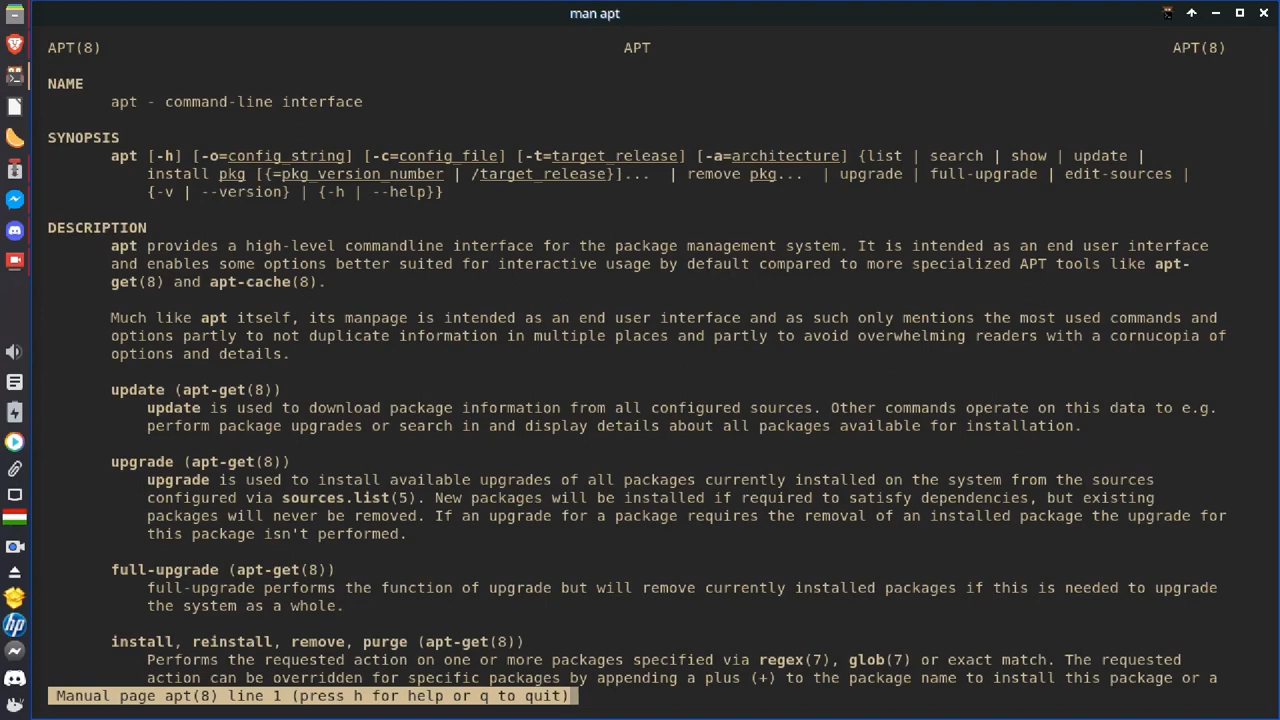 man apt
APT(8) APT APT(8)
NAME
apt - command-line interface
SYNOPSIS
apt [-h] [-o=config_string] [-c=config_file] [-t=target_release] [-a=architecture] {list | search | show | update |
install pkg [{=pkg_version_number | /target_release}]... | remove pkg... | upgrade | full-upgrade | edit-sources |
{-v | --version} | {-h | --help}}
DESCRIPTION
apt provides a high-level commandline interface for the package management system. It is intended as an end user interface
and enables some options better suited for interactive usage by default compared to more specialized APT tools like apt-
get(8) and apt-cache(8).
Much like apt itself, its manpage is intended as an end user interface and as such only mentions the most used commands and
options partly to not duplicate information in multiple places and partly to avoid overwhelming readers with a cornucopia of
options and details.
update (apt-get(8))
update is used to download package information from all configured sources. Other commands operate on this data to e.g.
perform package upgrades or search in and display details about all packages available for installation.
upgrade (apt-get(8))
upgrade is used to install available upgrades of all packages currently installed on the system from the sources
configured via sources.list(5). New packages will be installed if required to satisfy dependencies, but existing
packages will never be removed. If an upgrade for a package requires the removal of an installed package the upgrade for
this package isn't performed.
full-upgrade (apt-get(8))
full-upgrade performs the function of upgrade but will remove currently installed packages if this is needed to upgrade
the system as a whole.
install, reinstall, remove, purge (apt-get(8))
Performs the requested action on one or more packages specified via regex(7), glob(7) or exact match. The requested
action can be overridden for specific packages by appending a plus (+) to the package name to install this package or a
Manual page apt(8) line 1 (press h for help or q to quit)
hp